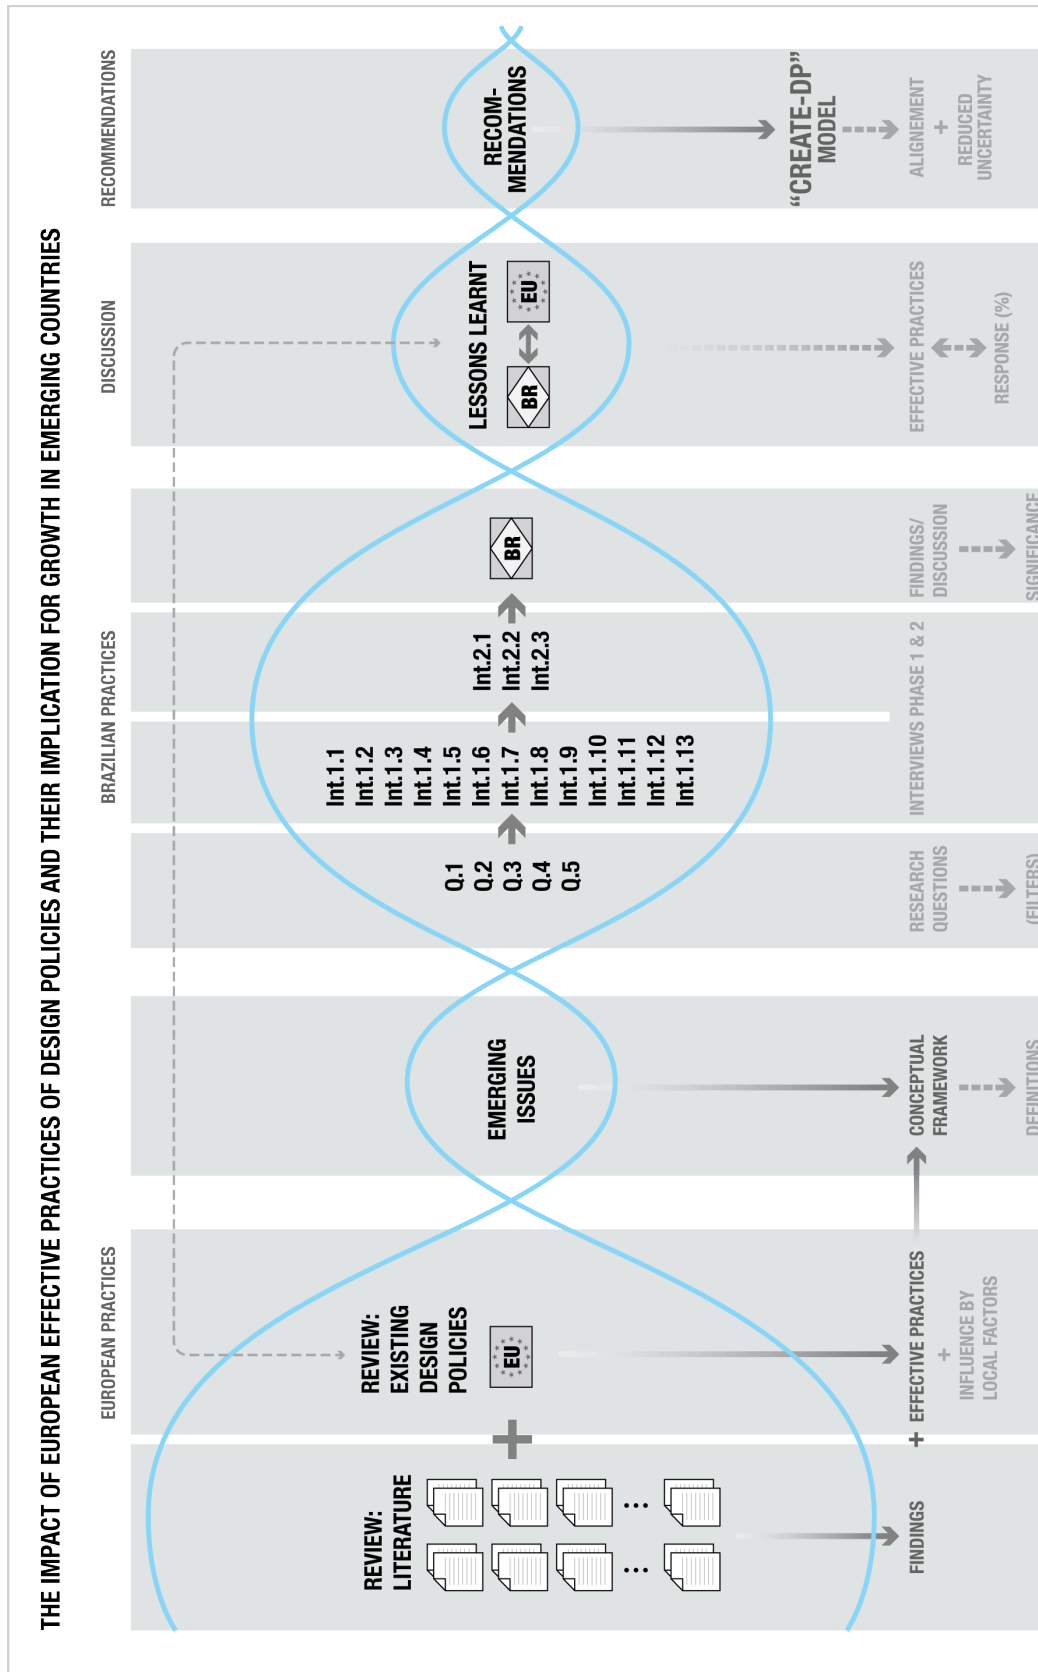 THE IMPACT OF EUROPEAN EFFECTIVE PRACTICES OF DESIGN POLICIES AND THEIR IMPLICATION FOR GROWTH IN EMERGING COUNTRIES
EUROPEAN PRACTICES
BRAZILIAN PRACTICES
DISCUSSION
RECOMMENDATIONS
REVIEW:
LITERATURE
...
...
+
REVIEW:
EXISTING
DESIGN
POLICIES
EU
EMERGING
ISSUES
Q.1
Q.2
Q.3
Q.4
Q.5
Int.1.1
Int.1.2
Int.1.3
Int.1.4
Int.1.5
Int.1.6
Int.1.7
Int.1.8
Int.1.9
Int.1.10
Int.1.11
Int.1.12
Int.1.13
Int.2.1
Int.2.2
Int.2.3
BR
LESSONS LEARNT
BR
EU
RECOM-
MENDATIONS
FINDINGS
+ EFFECTIVE PRACTICES
+
INFLUENCE BY
LOCAL FACTORS
CONCEPTUAL
FRAMEWORK
DEFINITIONS
RESEARCH
QUESTIONS
(FILTERS)
INTERVIEWS PHASE 1 & 2
FINDINGS/
DISCUSSION
SIGNIFICANCE
EFFECTIVE PRACTICES
RESPONSE (%)
“CREATE-DP”
MODEL
ALIGNEMENT
+
REDUCED
UNCERTAINTY